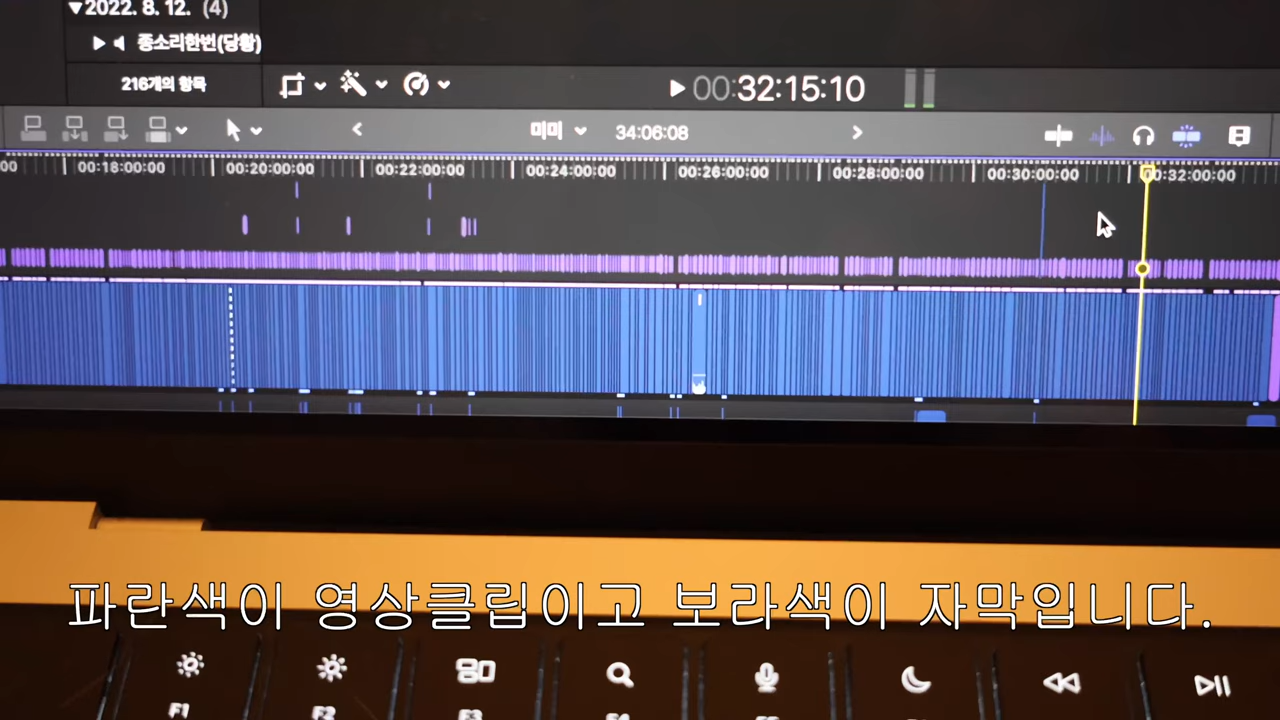 2022. 8. 12. (4)
종소리한번(당황)
216개의 항목
00:32:15:10
미미 34:06:08
00 00:18:00:00 00:20:00:00 00:22:00:00 00:24:00:00 00:26:00:00 00:28:00:00 00:30:00:00 00:32:00:00
파란색이 영상클립이고 보라색이 자막입니다.
F1 F2 F3 F4